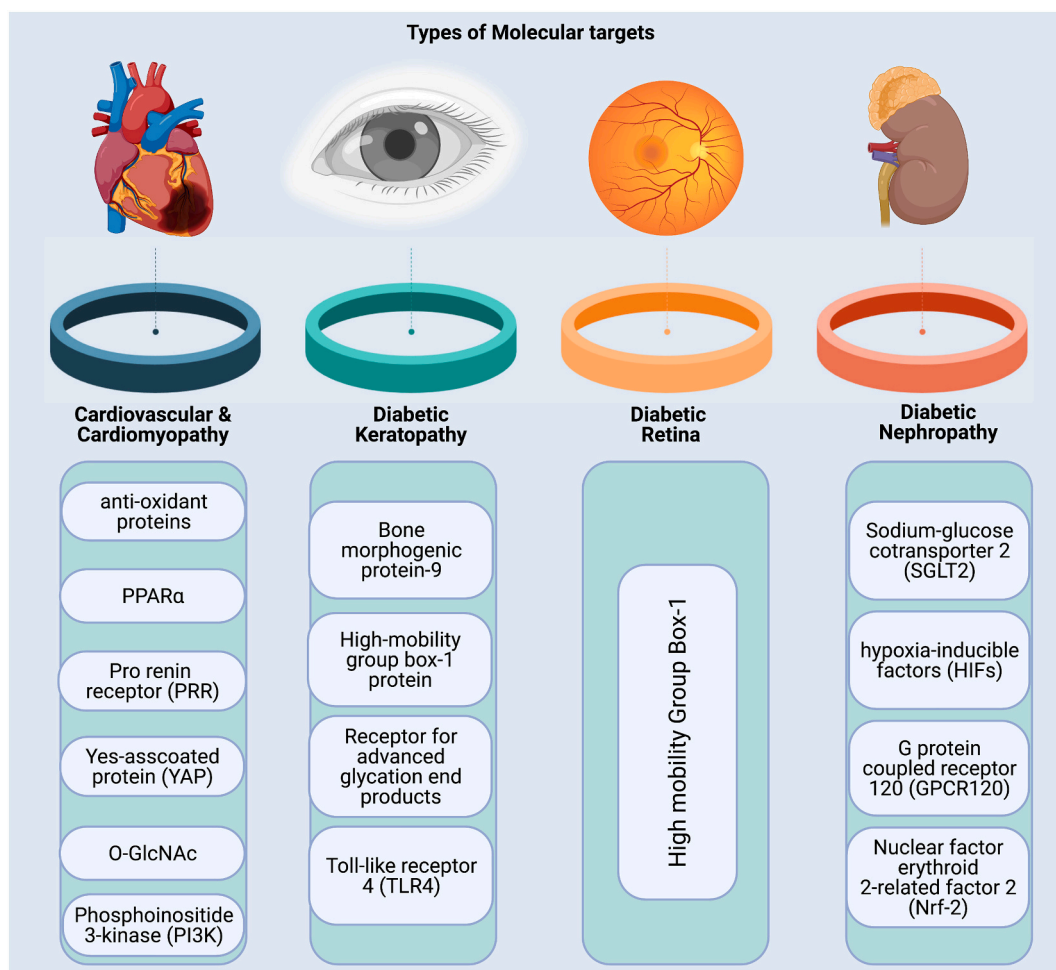 Types of Molecular targets
Cardiovascular &
Cardiomyopathy
anti-oxidant
proteins
PPARα
Pro renin
receptor (PRR)
Yes-asscoated
protein (YAP)
O-GlcNAc
Phosphoinositide
3-kinase (PI3K)
Diabetic
Keratopathy
Bone
morphogenic
protein-9
High-mobility
group box-1
protein
Receptor for
advanced
glycation end
products
Toll-like receptor
4 (TLR4)
Diabetic
Retina
High mobility Group Box-1
Diabetic
Nephropathy
Sodium-glucose
cotransporter 2
(SGLT2)
hypoxia-inducible
factors (HIFs)
G protein
coupled receptor
120 (GPCR120)
Nuclear factor
erythroid
2-related factor 2
(Nrf-2)